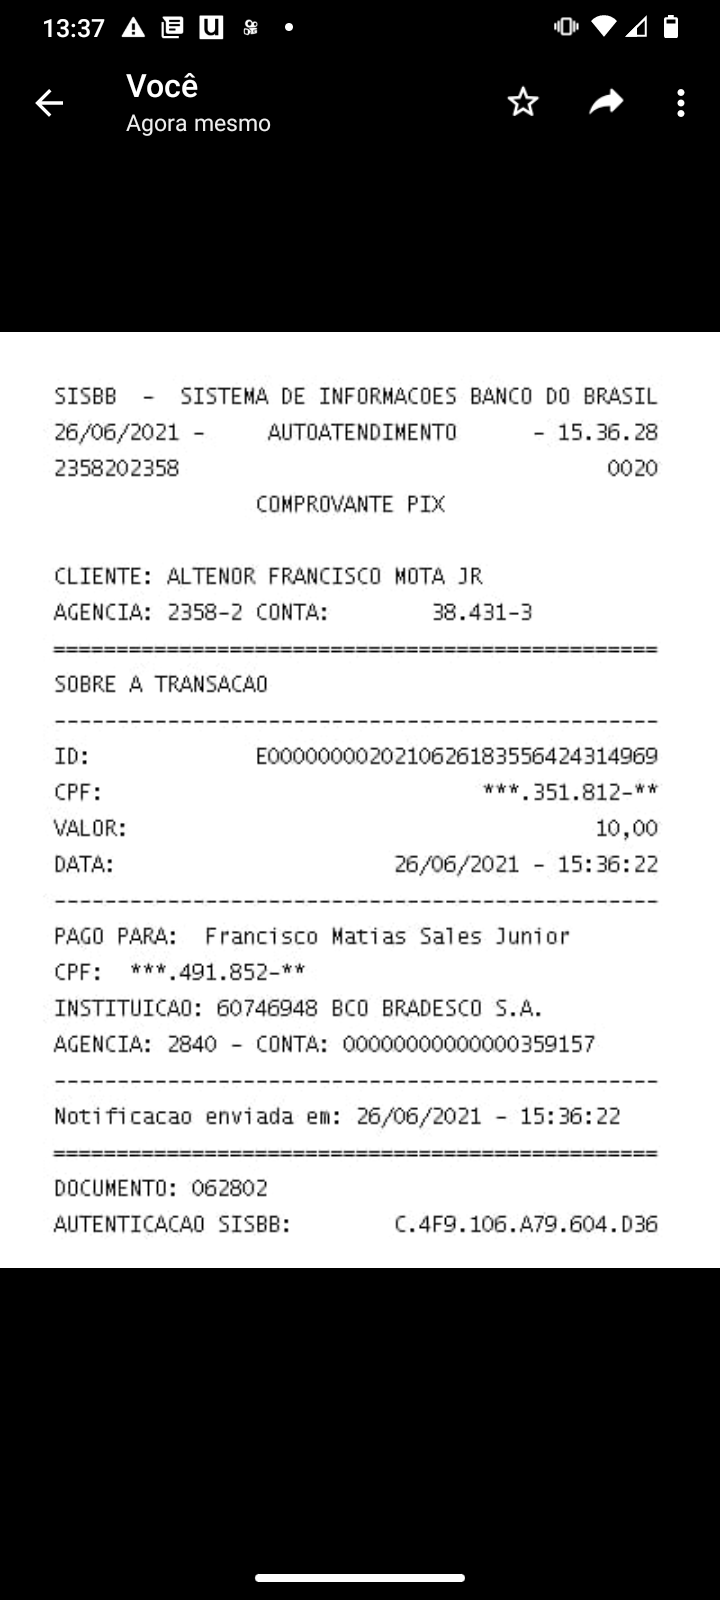 13:37
Você
Agora mesmo
SISBB - SISTEMA DE INFORMACOES BANCO DO BRASIL
26/06/2021 - AUTOATENDIMENTO - 15.36.28
2358202358 0020
COMPROVANTE PIX
CLIENTE: ALTENOR FRANCISCO MOTA JR
AGENCIA: 2358-2 CONTA: 38.431-3
================================================
SOBRE A TRANSACAO
------------------------------------------------
ID: E00000000202106261835564243149​69
CPF: ***.351.812-**
VALOR: 10,00
DATA: 26/06/2021 - 15:36:22
------------------------------------------------
PAGO PARA: Francisco Matias Sales Junior
CPF: ***.491.852-**
INSTITUICAO: 60746948 BCO BRADESCO S.A.
AGENCIA: 2840 - CONTA: 00000000000000359157
------------------------------------------------
Notificacao enviada em: 26/06/2021 - 15:36:22
================================================
DOCUMENTO: 062802
AUTENTICACAO SISBB: C.4F9.106.A79.604.D36